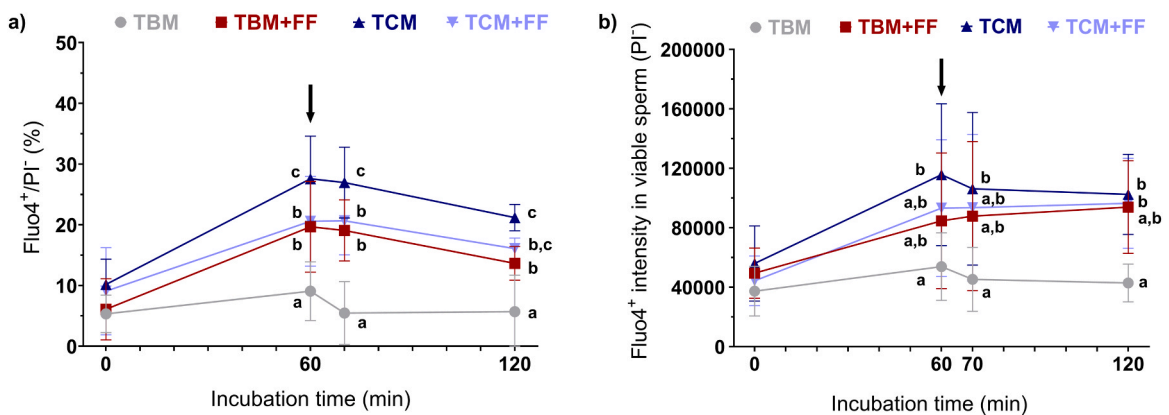 a)
TBM TBM+FF TCM TCM+FF
Fluo4⁺/PI⁻ (%)
50
40
30
20
10
0
c
b
b
a
c
b
b
a
c
b,c
b
a
0 60 120
Incubation time (min)
b)
TBM TBM+FF TCM TCM+FF
Fluo4⁺ intensity in viable sperm (PI⁻)
200000
160000
120000
80000
40000
0
b
a,b
a,b
a
b
a,b
a,b
a
b
b
a,b
a
0 60 70 120
Incubation time (min)